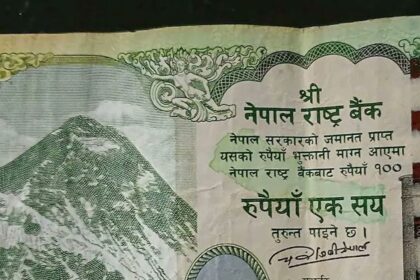 श्री
नेपाल राष्ट्र बैंक
नेपाल सरकारको जमानत प्राप्त
यसको रुपैयाँ भुक्तानी माग्न आएमा
नेपाल राष्ट्र बैंकबाट रुपैयाँ १००
रुपैयाँ एक सय
तुरुन्त पाइने छ।